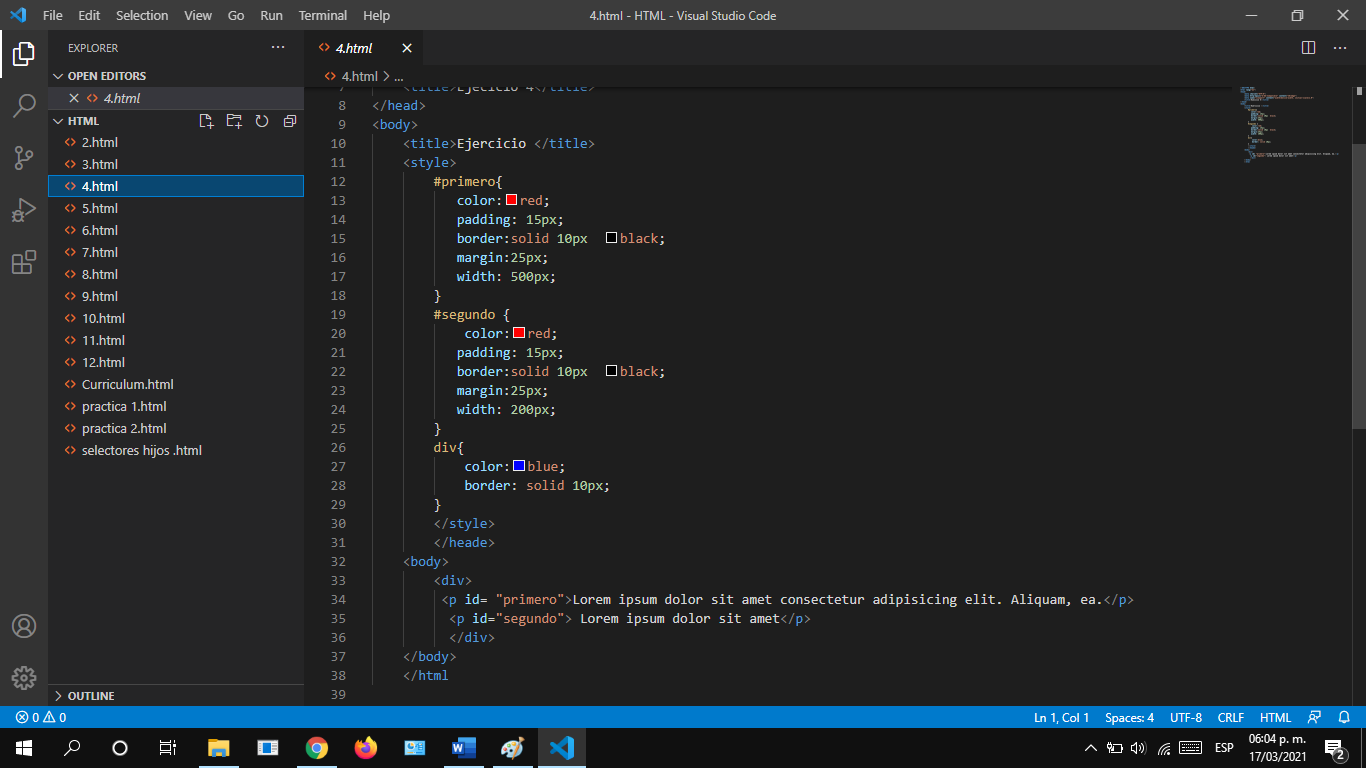 File Edit Selection View Go Run Terminal Help 4.html - HTML - Visual Studio Code
EXPLORER
OPEN EDITORS
4.html
HTML
2.html
3.html
4.html
5.html
6.html
7.html
8.html
9.html
10.html
11.html
12.html
Curriculum.html
practica 1.html
practica 2.html
selectores hijos .html
OUTLINE
4.html
4.html > ...
8 </head>
9 <body>
10 <title>Ejercicio </title>
11 <style>
12 #primero{
13 color:red;
14 padding: 15px;
15 border:solid 10px black;
16 margin:25px;
17 width: 500px;
18 }
19 #segundo {
20 color:red;
21 padding: 15px;
22 border:solid 10px black;
23 margin:25px;
24 width: 200px;
25 }
26 div{
27 color:blue;
28 border: solid 10px;
29 }
30 </style>
31 </heade>
32 <body>
33 <div>
34 <p id= "primero">Lorem ipsum dolor sit amet consectetur adipisicing elit. Aliquam, ea.</p>
35 <p id="segundo"> Lorem ipsum dolor sit amet</p>
36 </div>
37 </body>
38 </html
39
0 0 Ln 1, Col 1 Spaces: 4 UTF-8 CRLF HTML
ESP
06:04 p. m.
17/03/2021
2